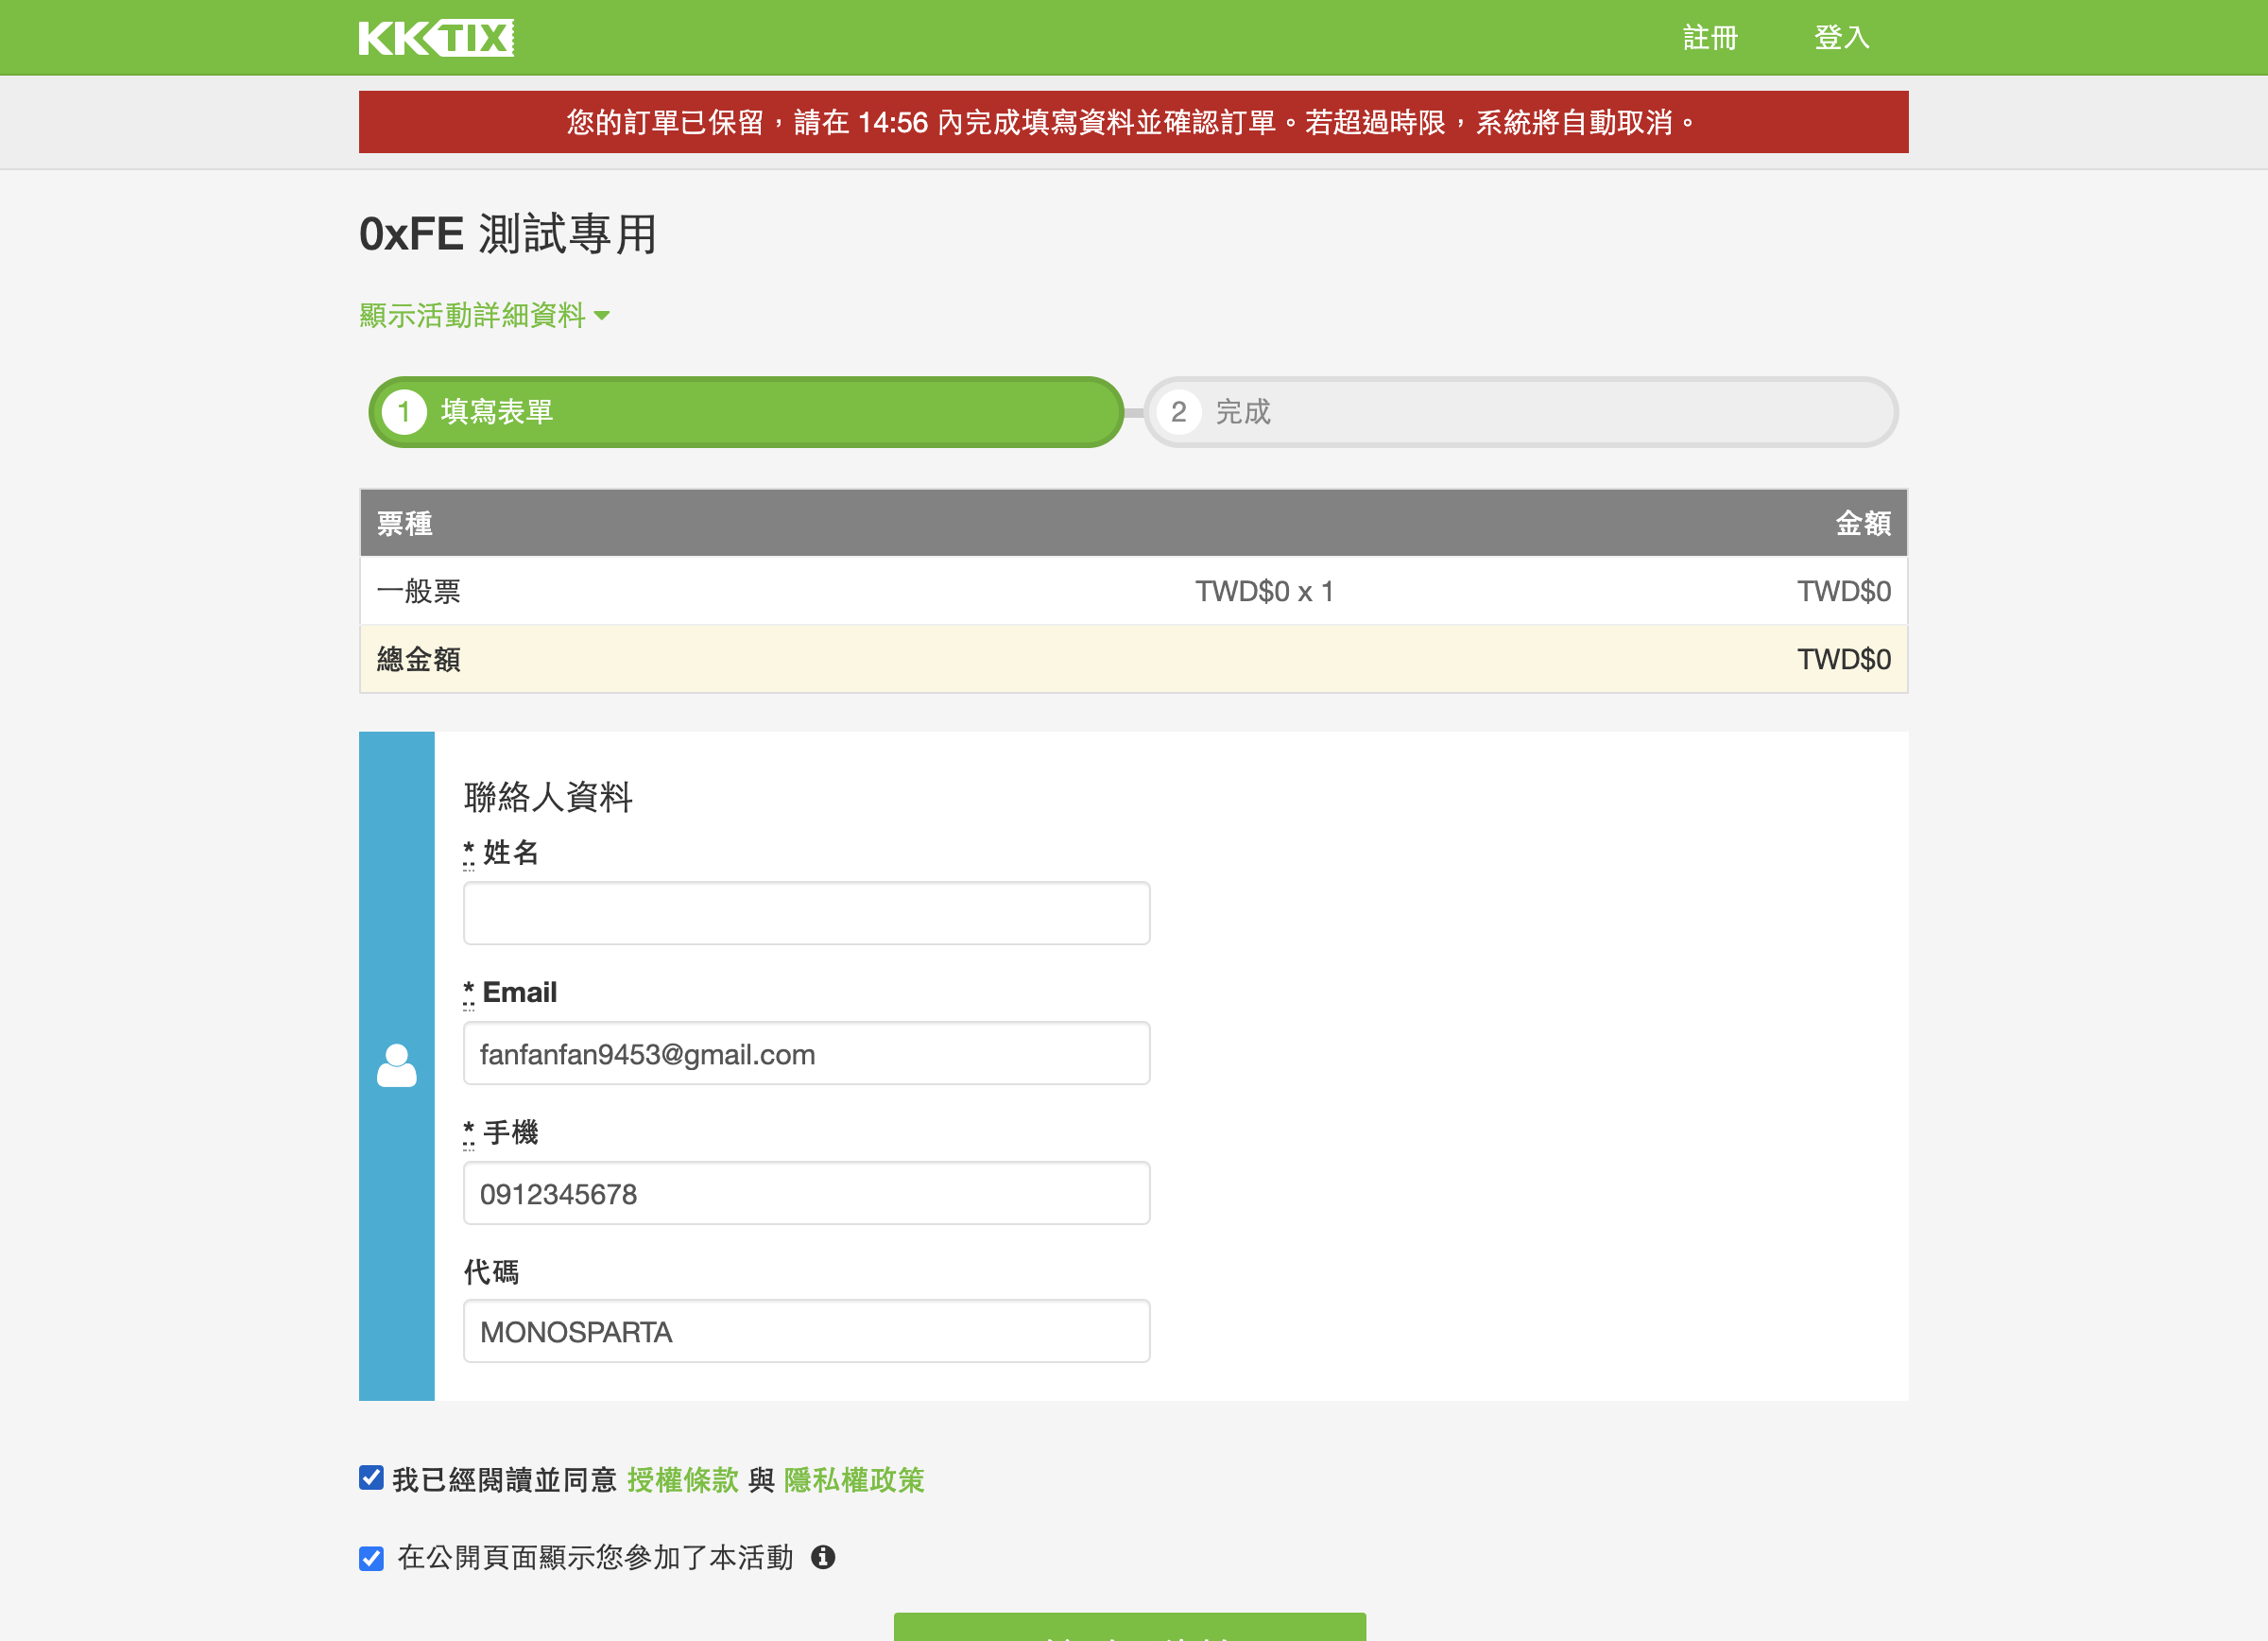 KKTIX
註冊 登入
您的訂單已保留，請在 14:56 內完成填寫資料並確認訂單。若超過時限，系統將自動取消。
0xFE 測試專用
顯示活動詳細資料
1 填寫表單
2 完成
票種 金額
一般票 TWD$0 x 1 TWD$0
總金額 TWD$0
聯絡人資料
* 姓名
* Email
fanfanfan9453@gmail.com
* 手機
0912345678
代碼
MONOSPARTA
我已經閱讀並同意 授權條款 與 隱私權政策
在公開頁面顯示您參加了本活動